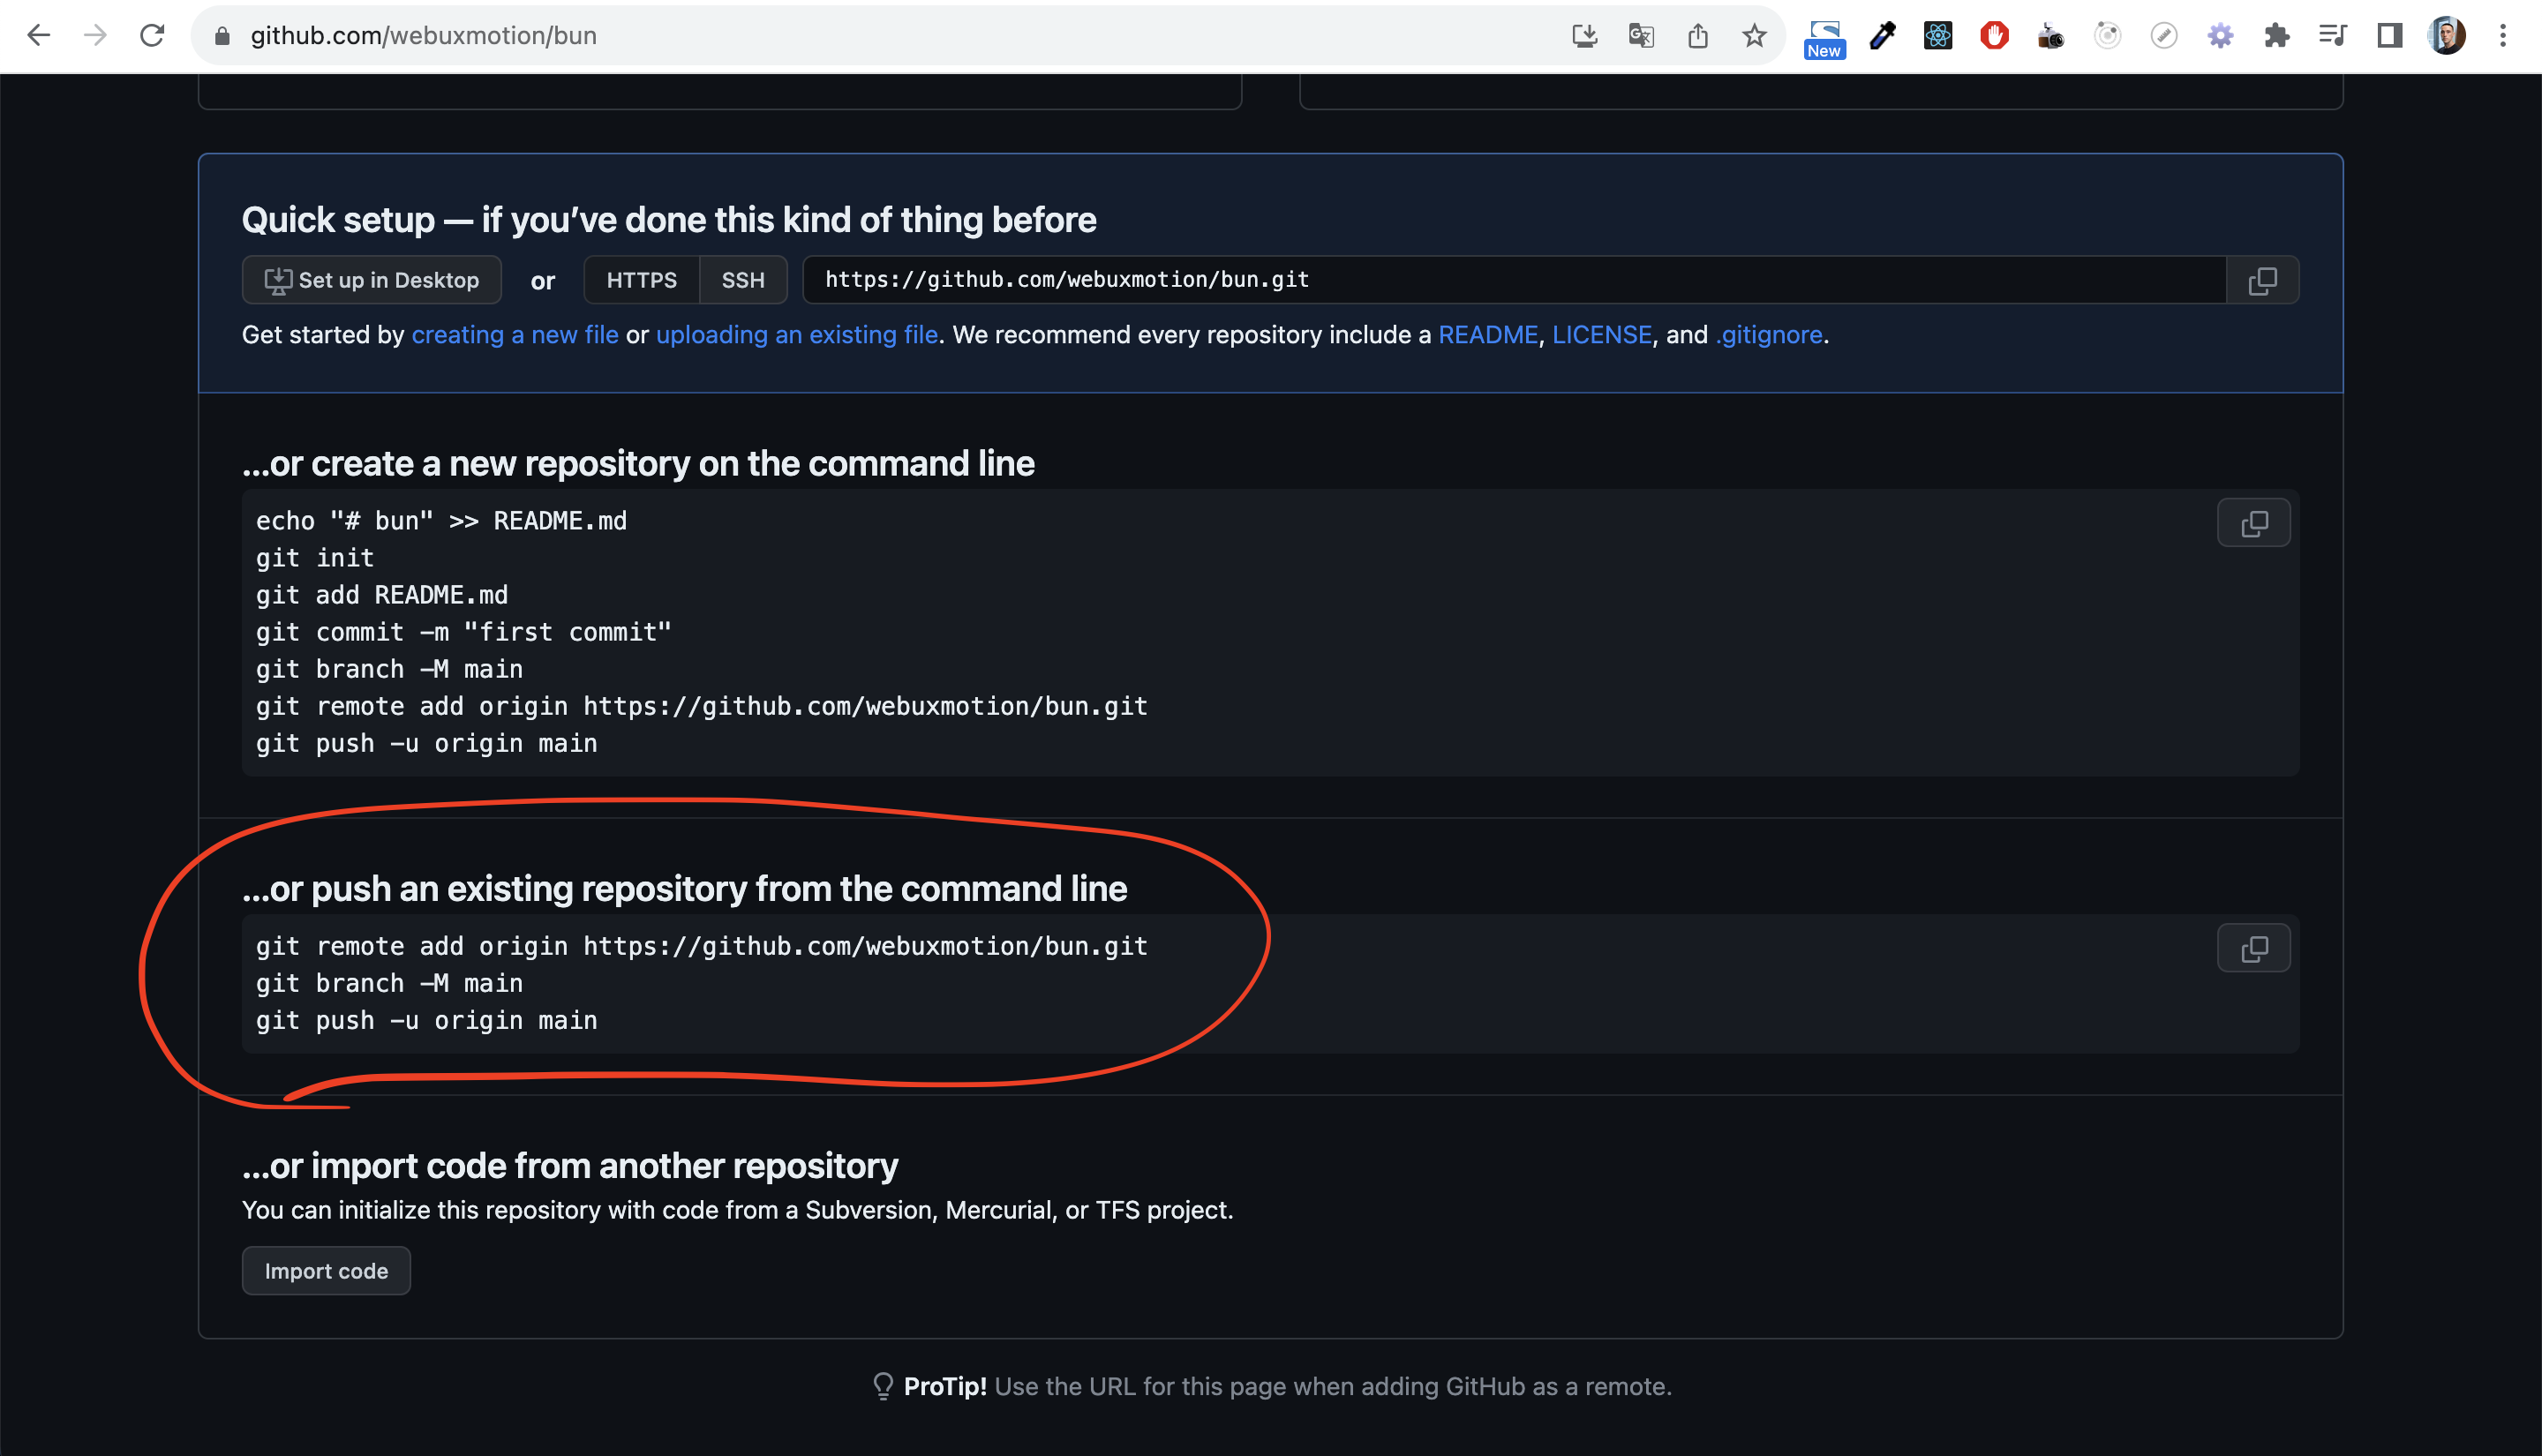 github.com/webuxmotion/bun
New
Quick setup — if you’ve done this kind of thing before
Set up in Desktop or HTTPS SSH https://github.com/webuxmotion/bun.git
Get started by creating a new file or uploading an existing file. We recommend every repository include a README, LICENSE, and .gitignore.
...or create a new repository on the command line
echo "# bun" >> README.md
git init
git add README.md
git commit -m "first commit"
git branch -M main
git remote add origin https://github.com/webuxmotion/bun.git
git push -u origin main
...or push an existing repository from the command line
git remote add origin https://github.com/webuxmotion/bun.git
git branch -M main
git push -u origin main
...or import code from another repository
You can initialize this repository with code from a Subversion, Mercurial, or TFS project.
Import code
ProTip! Use the URL for this page when adding GitHub as a remote.